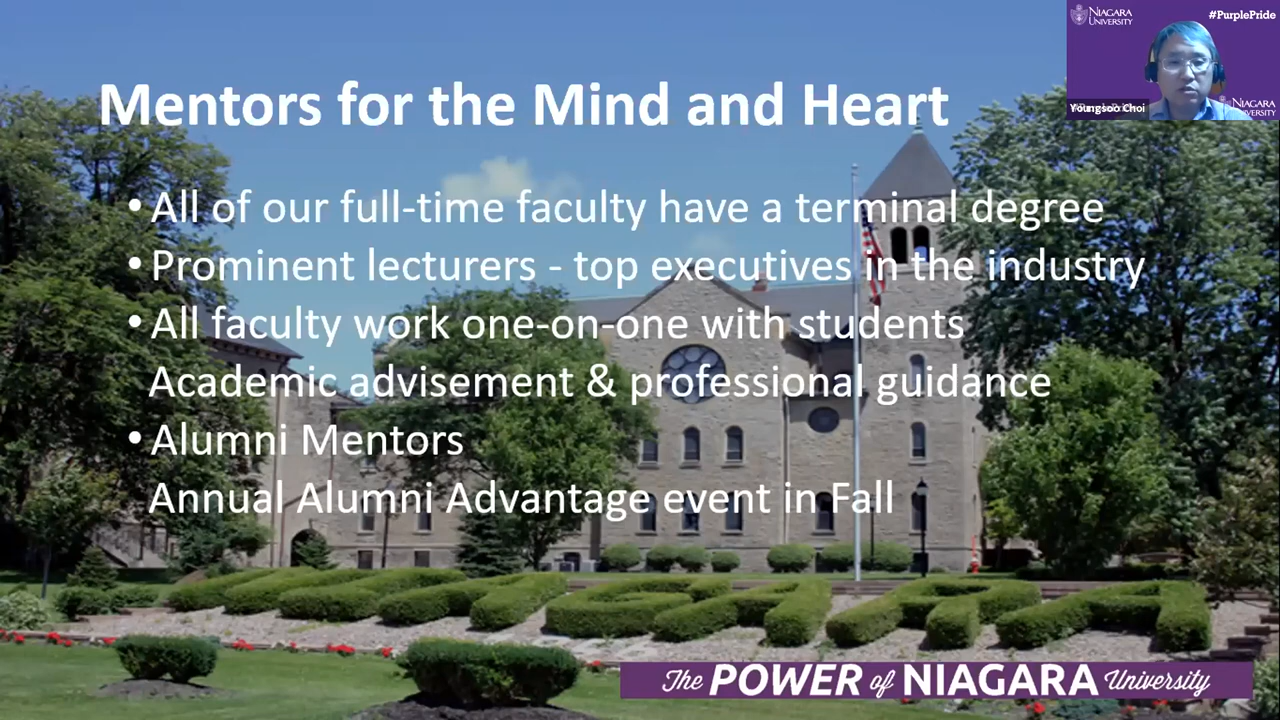 NIAGARA
UNIVERSITY
#PurplePride
Youngsoo Choi
NIAGARA
UNIVERSITY
Mentors for the Mind and Heart
•All of our full-time faculty have a terminal degree
•Prominent lecturers - top executives in the industry
•All faculty work one-on-one with students
Academic advisement & professional guidance
•Alumni Mentors
Annual Alumni Advantage event in Fall
NIAGARA
The POWER of NIAGARA University